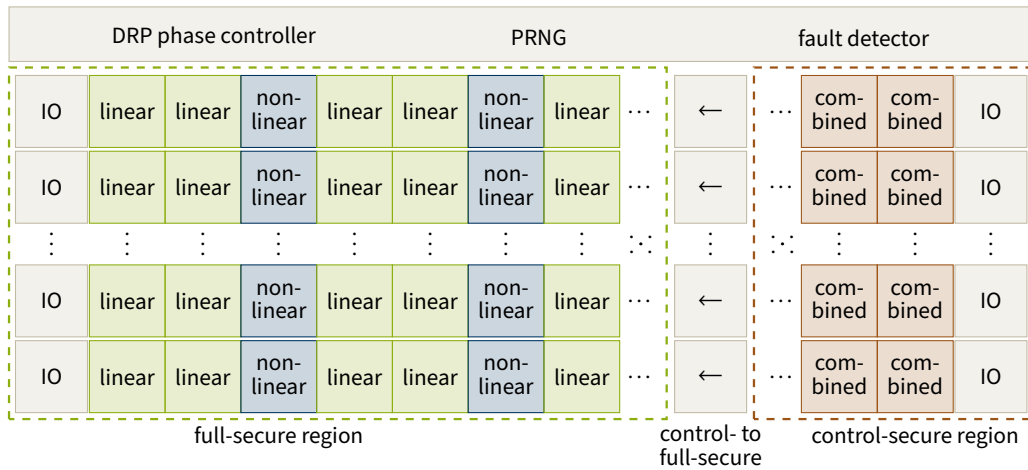 DRP phase controller PRNG fault detector
IO linear linear non-linear linear linear non-linear linear ⋯ ← ⋯ com-bined com-bined IO
IO linear linear non-linear linear linear non-linear linear ⋯ ← ⋯ com-bined com-bined IO
IO linear linear non-linear linear linear non-linear linear ⋯ ← ⋯ com-bined com-bined IO
IO linear linear non-linear linear linear non-linear linear ⋯ ← ⋯ com-bined com-bined IO
full-secure region control- to control-secure region
full-secure